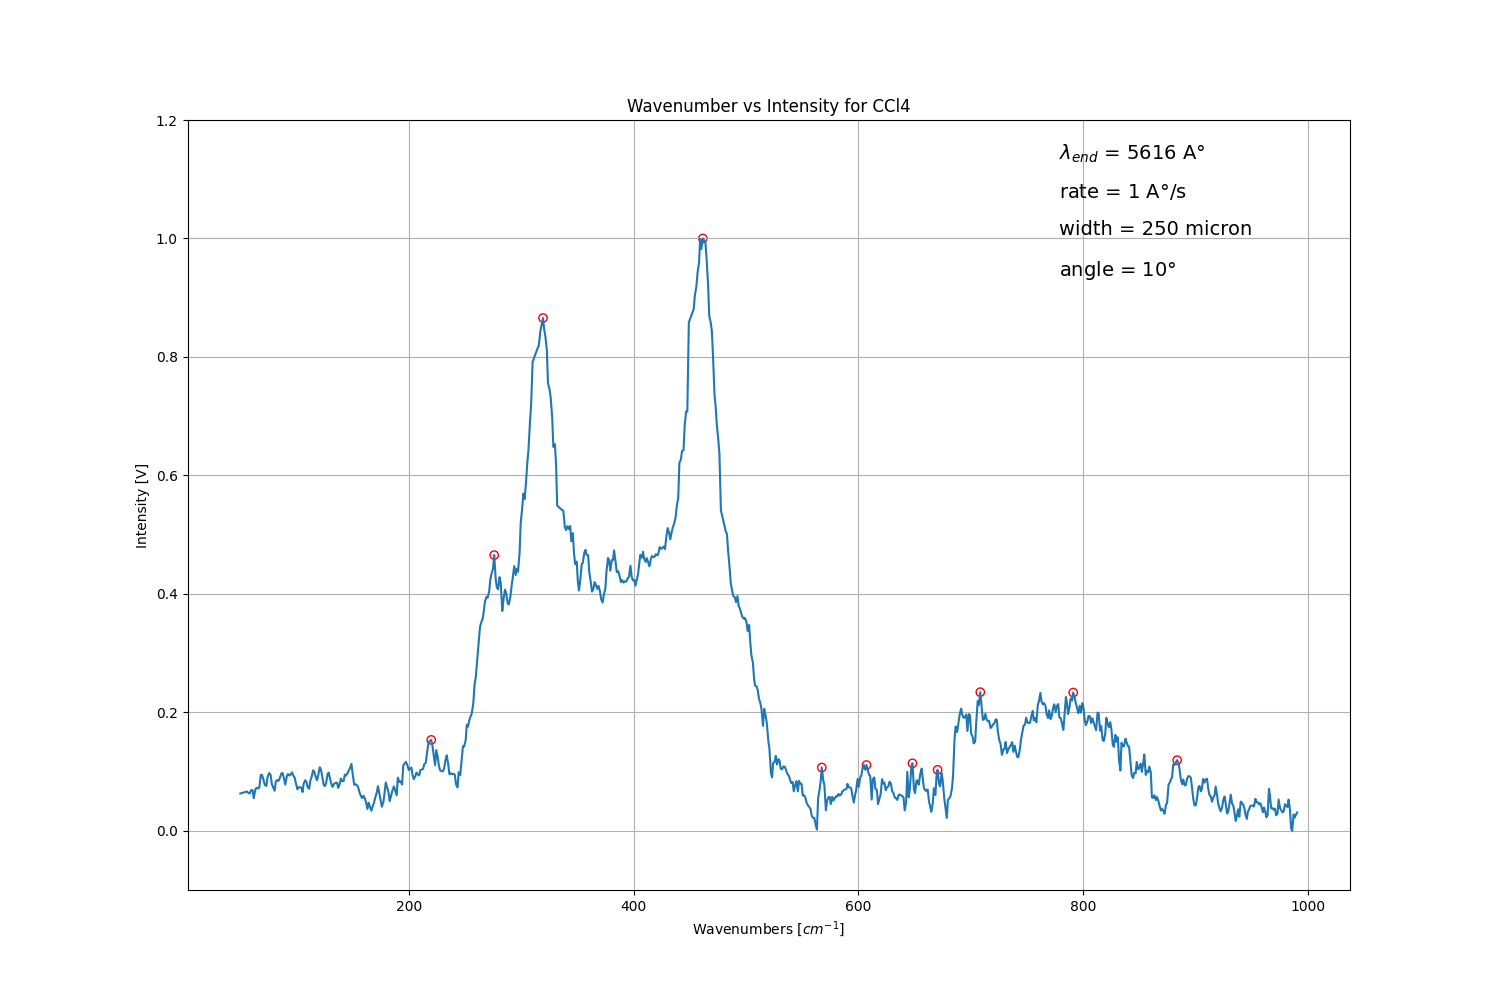 Wavenumber vs Intensity for CCl4
λend = 5616 A°
rate = 1 A°/s
width = 250 micron
angle = 10°
Intensity [V]
1.2
1.0
0.8
0.6
0.4
0.2
0.0
200 400 600 800 1000
Wavenumbers [cm−1]